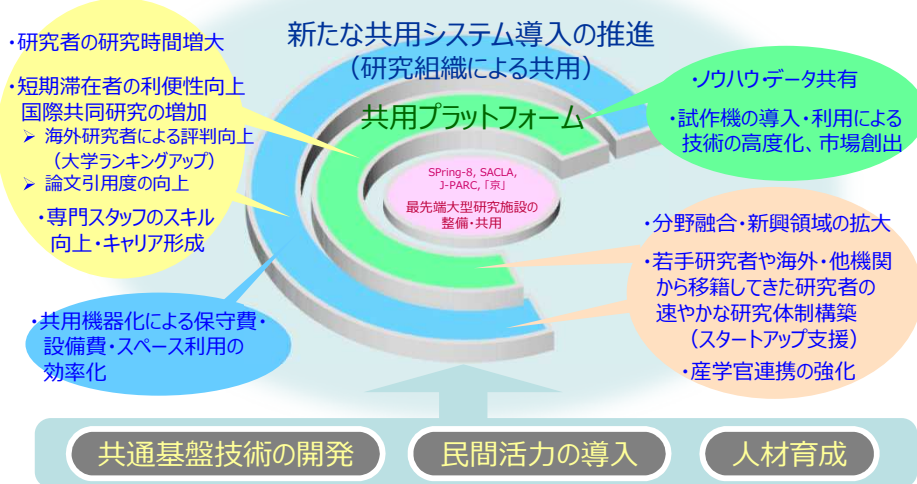 新たな共用システム導入の推進
（研究組織による共用）
共用プラットフォーム
SPring-8, SACLA,
J-PARC, 「京」
最先端大型研究施設の
整備・共用
・研究者の研究時間増大
・短期滞在者の利便性向上
国際共同研究の増加
➢ 海外研究者による評判向上
（大学ランキングアップ）
➢ 論文引用度の向上
・専門スタッフのスキル
向上・キャリア形成
・共用機器化による保守費・
設備費・スペース利用の
効率化
・ノウハウ・データ共有
・試作機の導入・利用による
技術の高度化、市場創出
・分野融合・新興領域の拡大
・若手研究者や海外・他機関
から移籍してきた研究者の
速やかな研究体制構築
（スタートアップ支援）
・産学官連携の強化
共通基盤技術の開発
民間活力の導入
人材育成